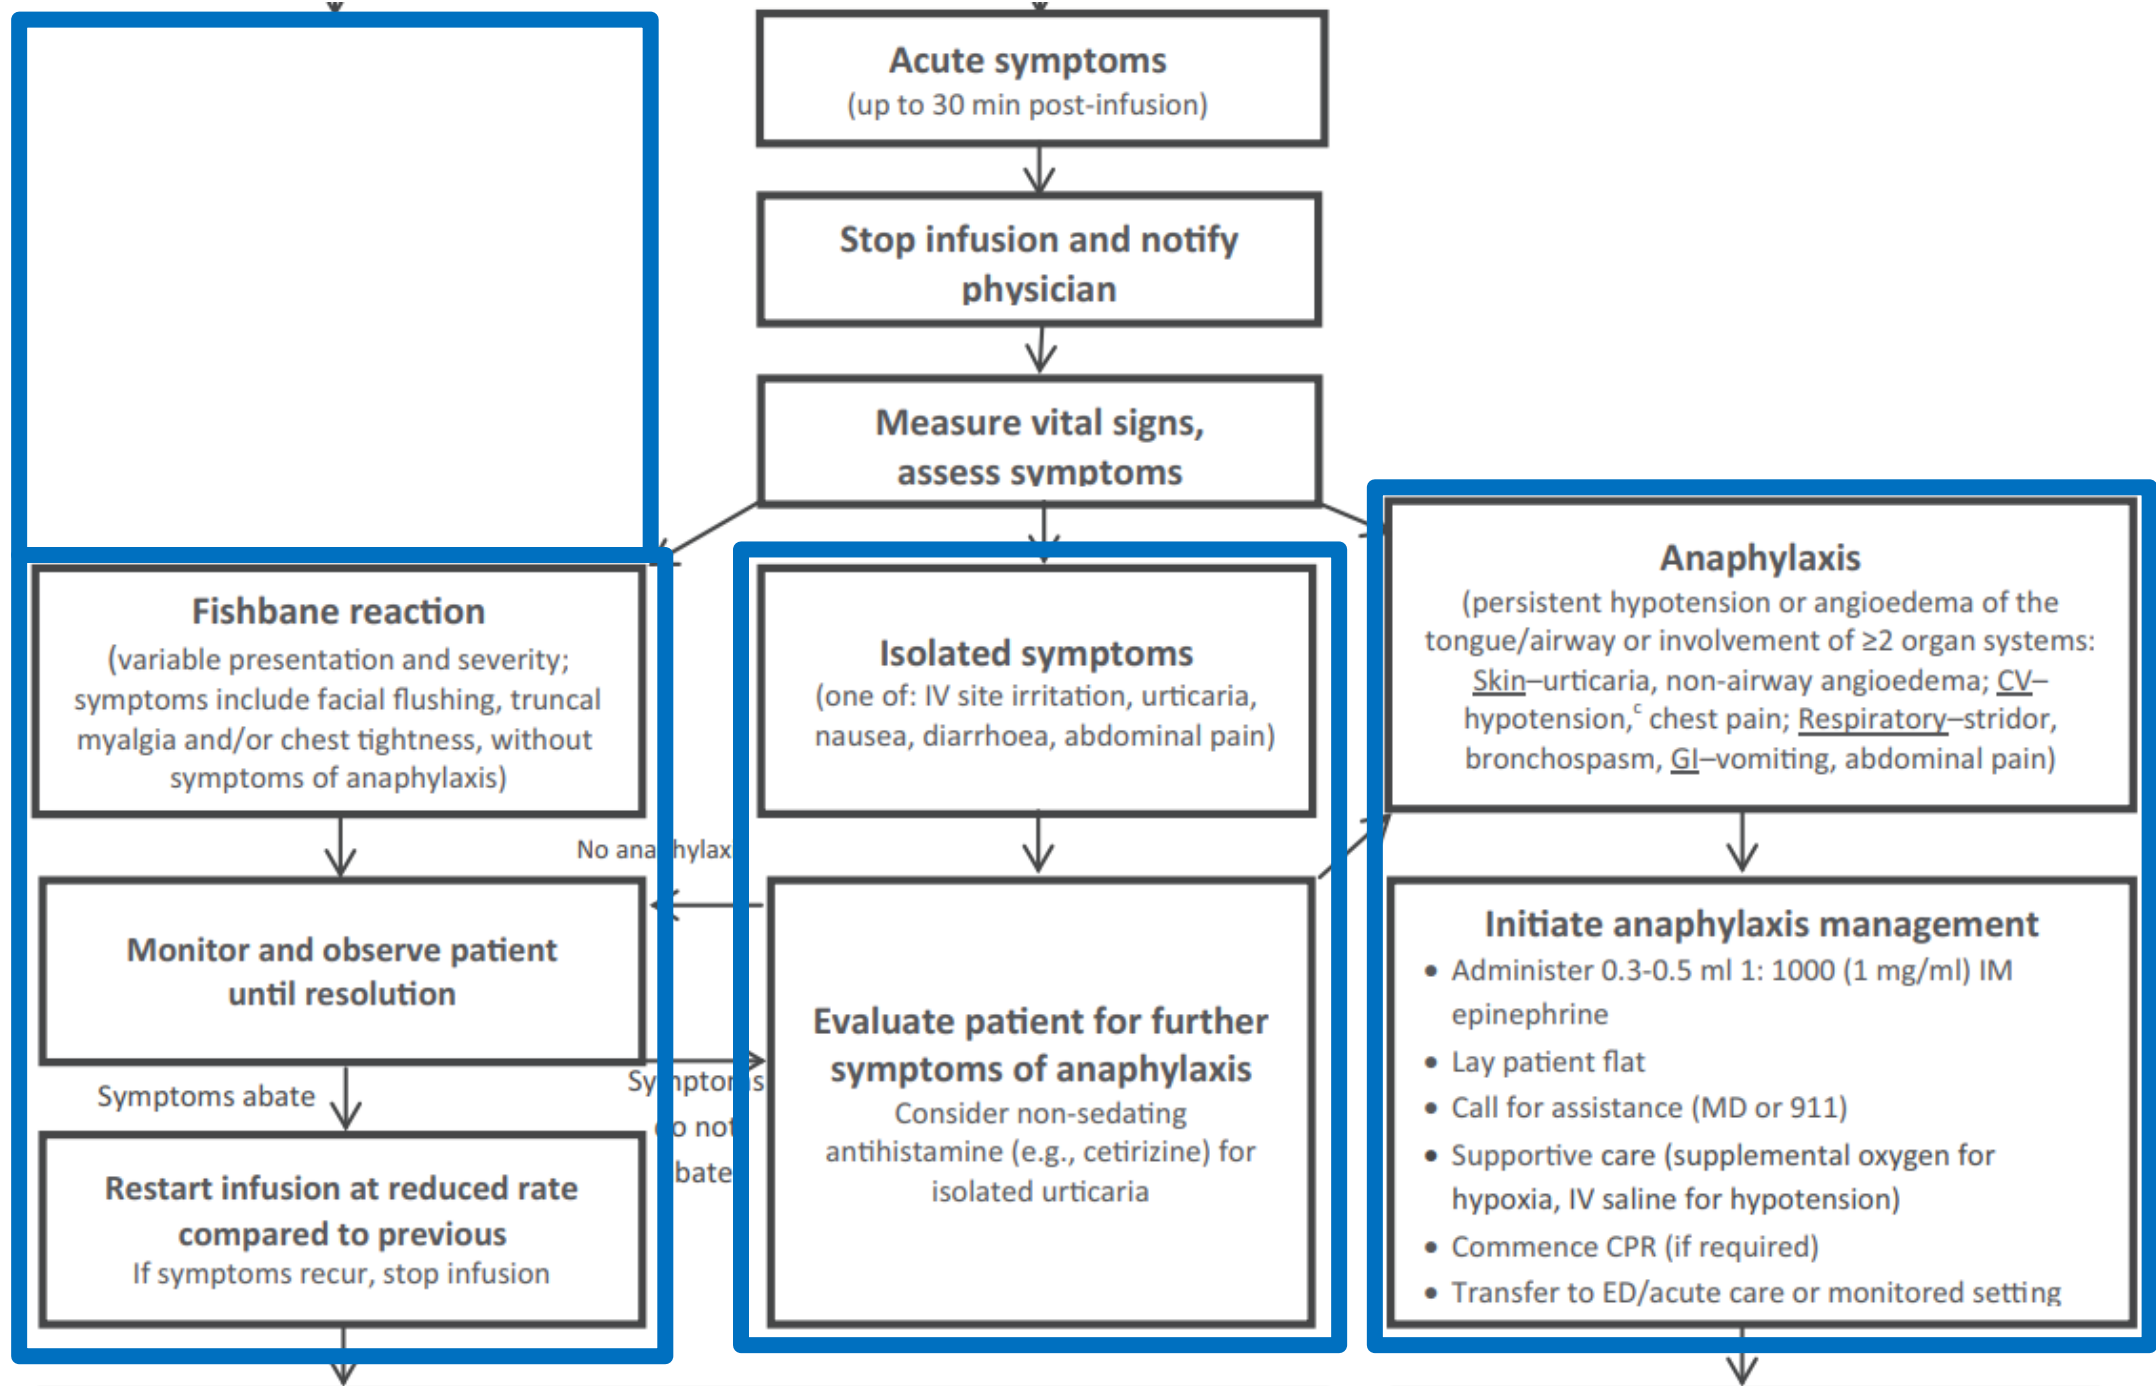 Acute symptoms
(up to 30 min post-infusion)
Stop infusion and notify
physician
Measure vital signs,
assess symptoms
Fishbane reaction
(variable presentation and severity;
symptoms include facial flushing, truncal
myalgia and/or chest tightness, without
symptoms of anaphylaxis)
Monitor and observe patient
until resolution
Symptoms abate
Restart infusion at reduced rate
compared to previous
If symptoms recur, stop infusion
No
Symptoms
not
Isolated symptoms
(one of: IV site irritation, urticaria,
nausea, diarrhoea, abdominal pain)
Evaluate patient for further
symptoms of anaphylaxis
Consider non-sedating
antihistamine (e.g., cetirizine) for
isolated urticaria
Anaphylaxis
(persistent hypotension or angioedema of the
tongue/airway or involvement of ≥2 organ systems:
Skin–urticaria, non-airway angioedema; CV–
hypotension,ᶜ chest pain; Respiratory–stridor,
bronchospasm, GI–vomiting, abdominal pain)
Initiate anaphylaxis management
• Administer 0.3-0.5 ml 1: 1000 (1 mg/ml) IM
epinephrine
• Lay patient flat
• Call for assistance (MD or 911)
• Supportive care (supplemental oxygen for
hypoxia, IV saline for hypotension)
• Commence CPR (if required)
• Transfer to ED/acute care or monitored setting